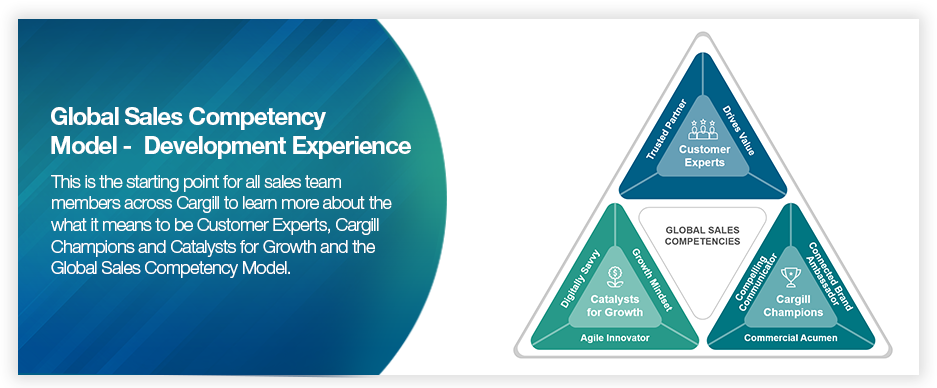 Global Sales Competency
Model -  Development Experience
This is the starting point for all sales team
members across Cargill to learn more about the
what it means to be Customer Experts, Cargill
Champions and Catalysts for Growth and the
Global Sales Competency Model.
Trusted Partner
Drives Value
Customer
Experts
GLOBAL SALES
COMPETENCIES
Digitally Savvy
Growth Mindset
Catalysts
for Growth
Agile Innovator
Compelling
Communicator
Connected Brand
Ambassador
Cargill
Champions
Commercial Acumen